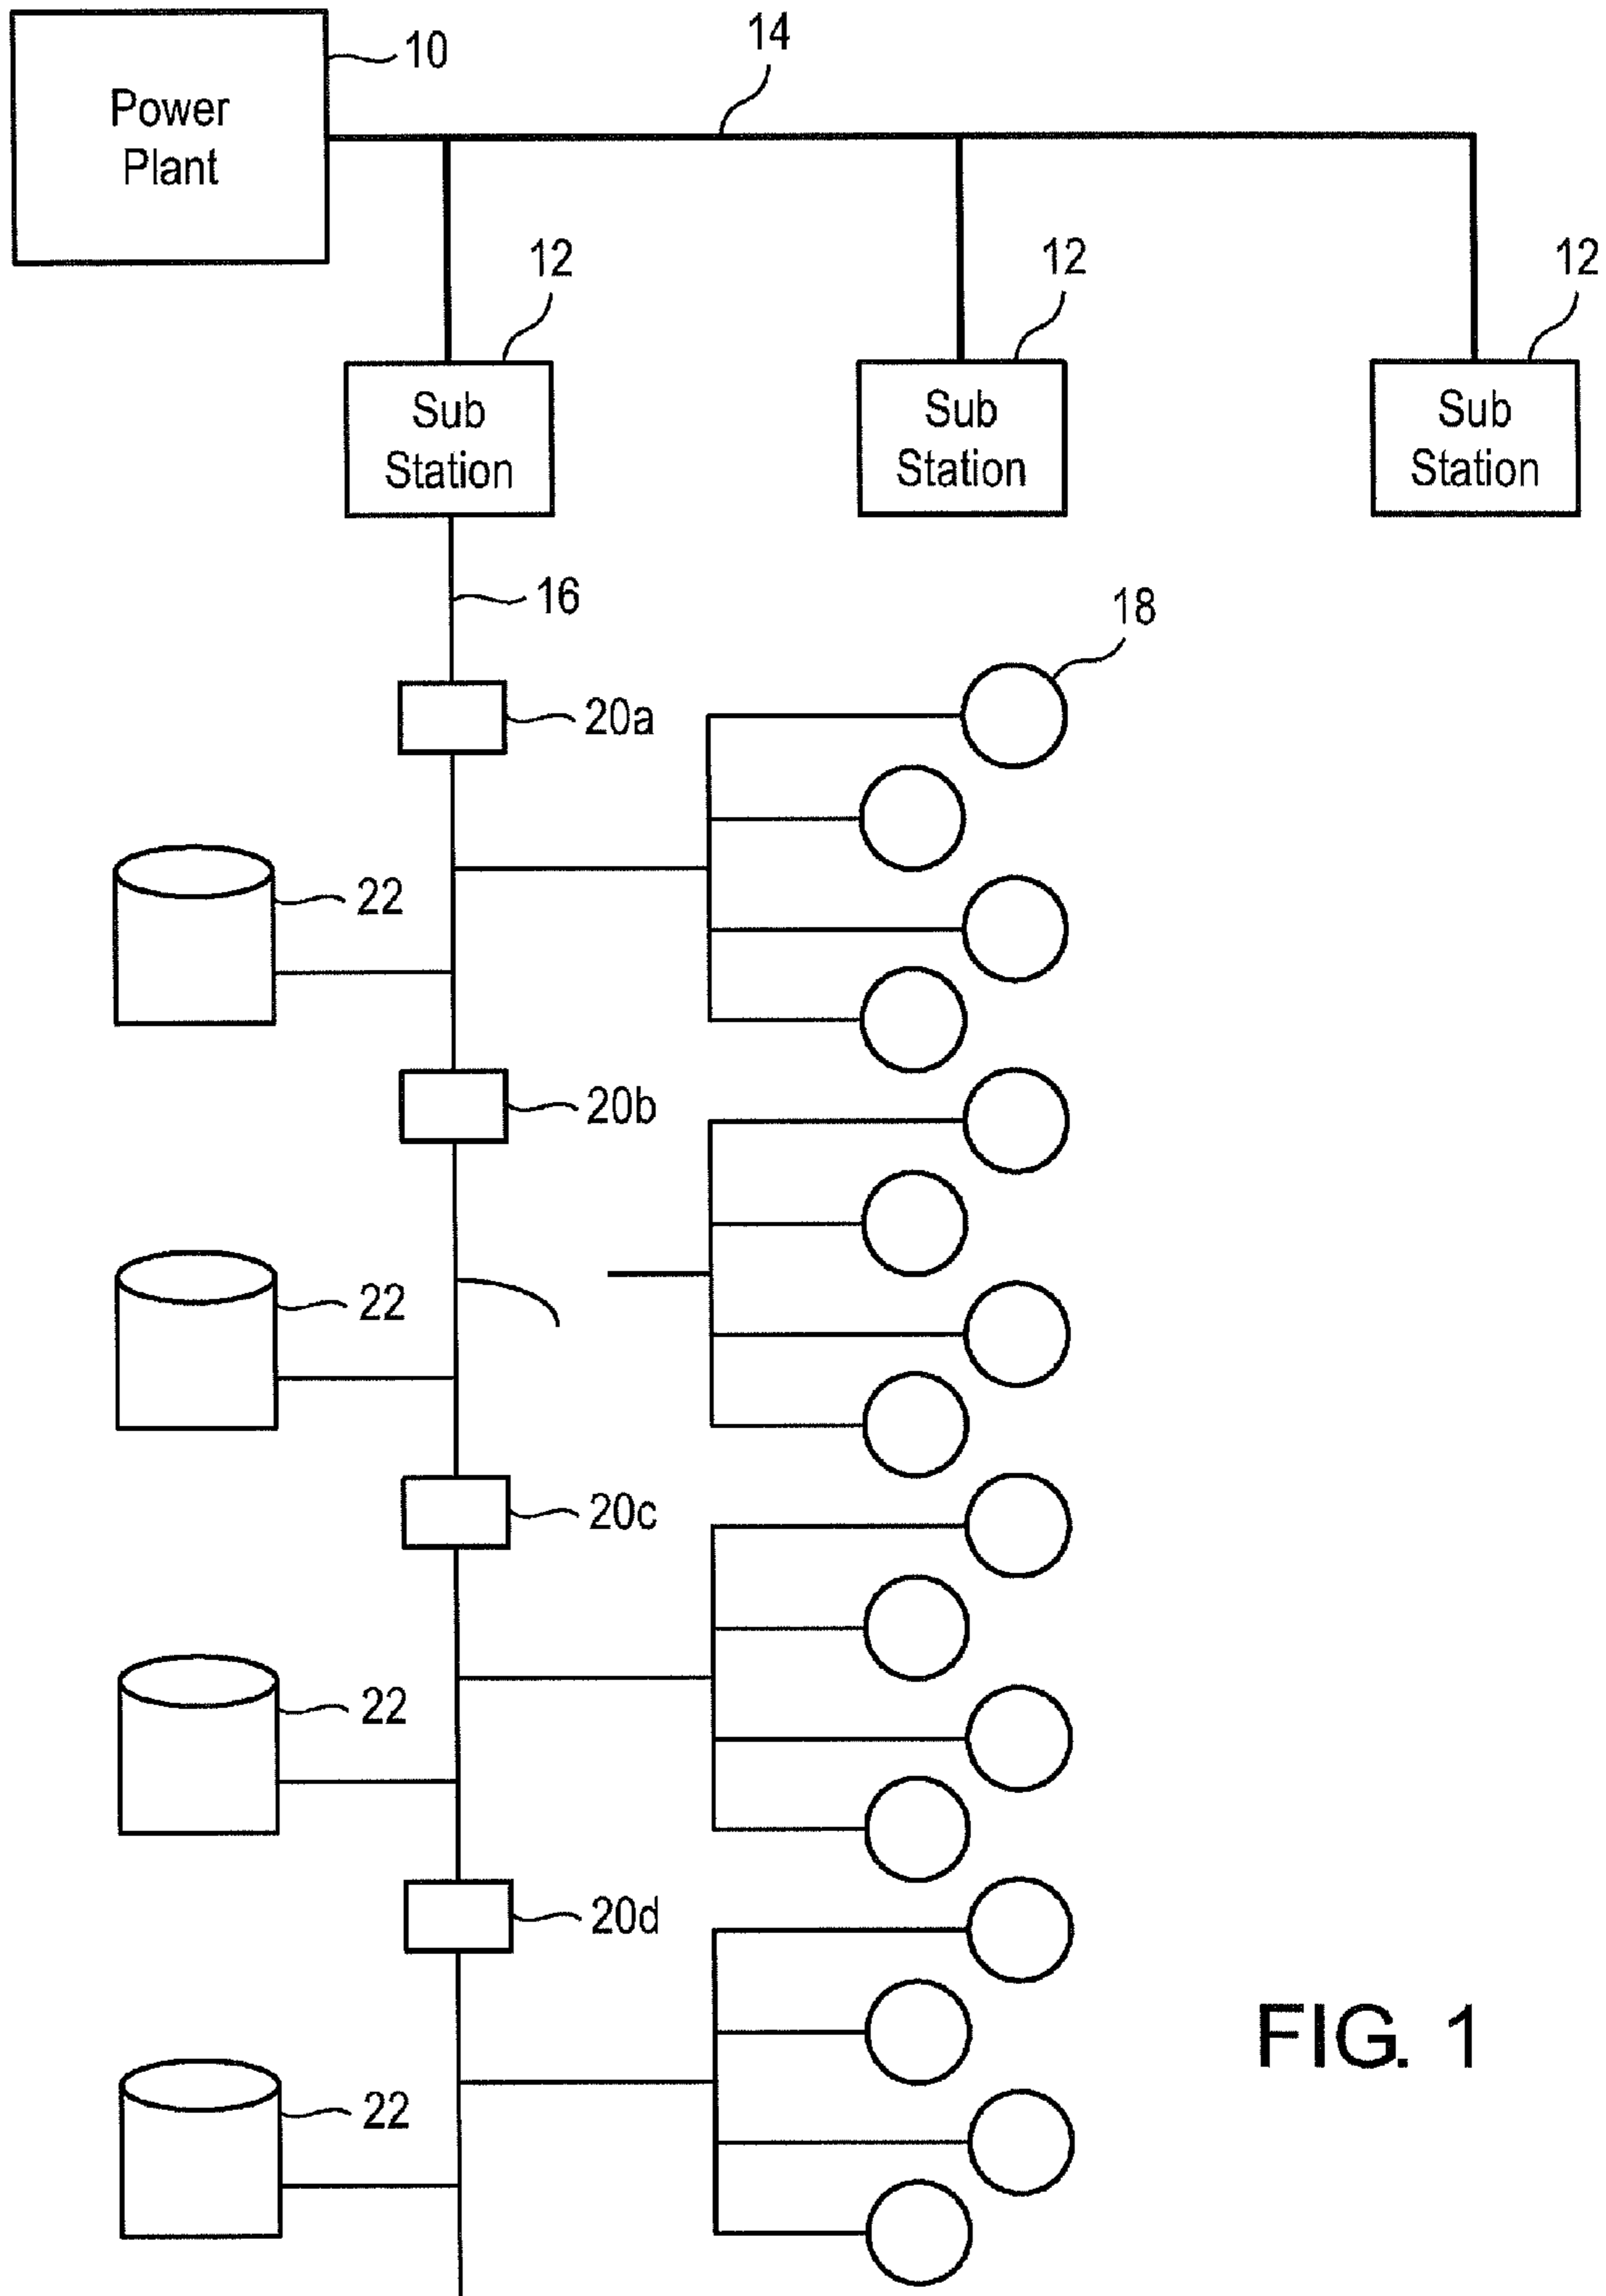 10
14
Power
Plant
12
12
12
Sub
Station
Sub
Station
Sub
Station
16
18
20a
22
20b
22
20c
22
20d
22
FIG. 1